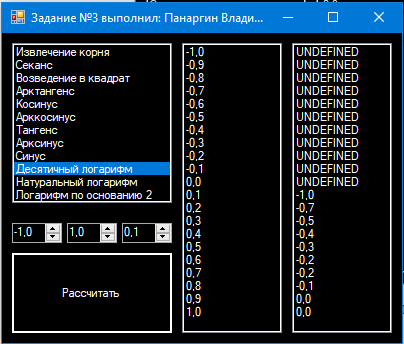 Задание №3 выполнил: Панаргин Влади...
Извлечение корня
Секанс
Возведение в квадрат
Арктангенс
Косинус
Арккосинус
Тангенс
Арксинус
Синус
Десятичный логарифм
Натуральный логарифм
Логарифм по основанию 2
-1,0
1,0
0,1
Рассчитать
-1,0
-0,9
-0,8
-0,7
-0,6
-0,5
-0,4
-0,3
-0,2
-0,1
0,0
0,1
0,2
0,3
0,4
0,5
0,6
0,7
0,8
0,9
1,0
UNDEFINED
UNDEFINED
UNDEFINED
UNDEFINED
UNDEFINED
UNDEFINED
UNDEFINED
UNDEFINED
UNDEFINED
UNDEFINED
UNDEFINED
-1,0
-0,7
-0,5
-0,4
-0,3
-0,2
-0,2
-0,1
0,0
0,0